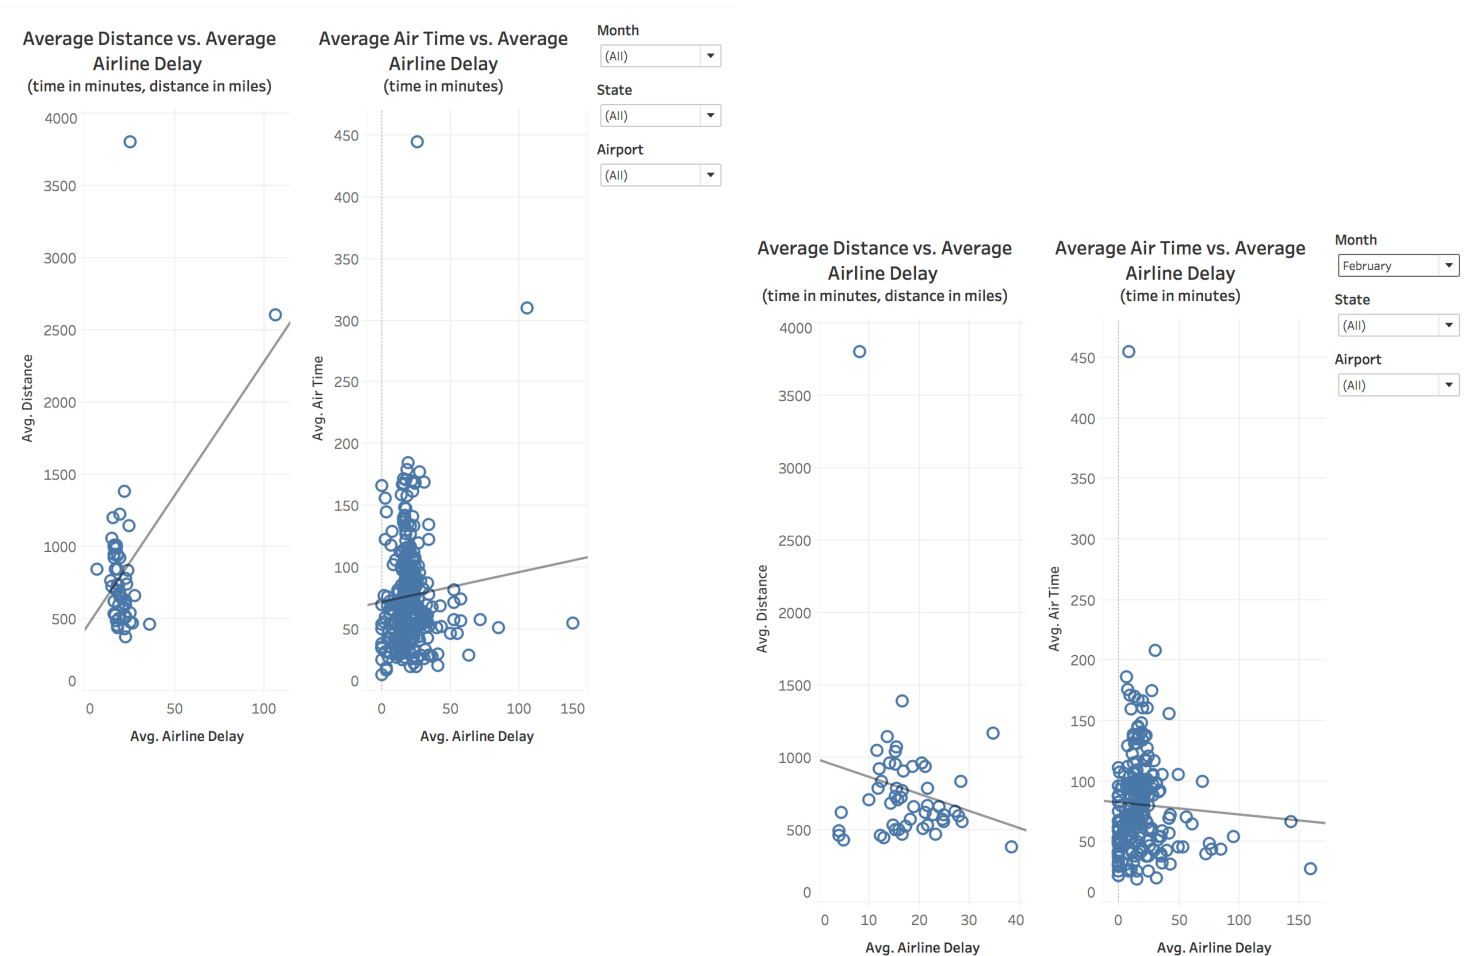 Average Distance vs. Average
Airline Delay
(time in minutes, distance in miles)
4000
3500
3000
2500
2000
1500
1000
500
0
Avg. Distance
0 50 100
Avg. Airline Delay
Average Air Time vs. Average
Airline Delay
(time in minutes)
450
400
350
300
250
200
150
100
50
0
Avg. Air Time
0 50 100 150
Avg. Airline Delay
Month
(All)
State
(All)
Airport
(All)
Average Distance vs. Average
Airline Delay
(time in minutes, distance in miles)
4000
3500
3000
2500
2000
1500
1000
500
0
Avg. Distance
0 10 20 30 40
Avg. Airline Delay
Average Air Time vs. Average
Airline Delay
(time in minutes)
450
400
350
300
250
200
150
100
50
0
Avg. Air Time
0 50 100 150
Avg. Airline Delay
Month
February
State
(All)
Airport
(All)